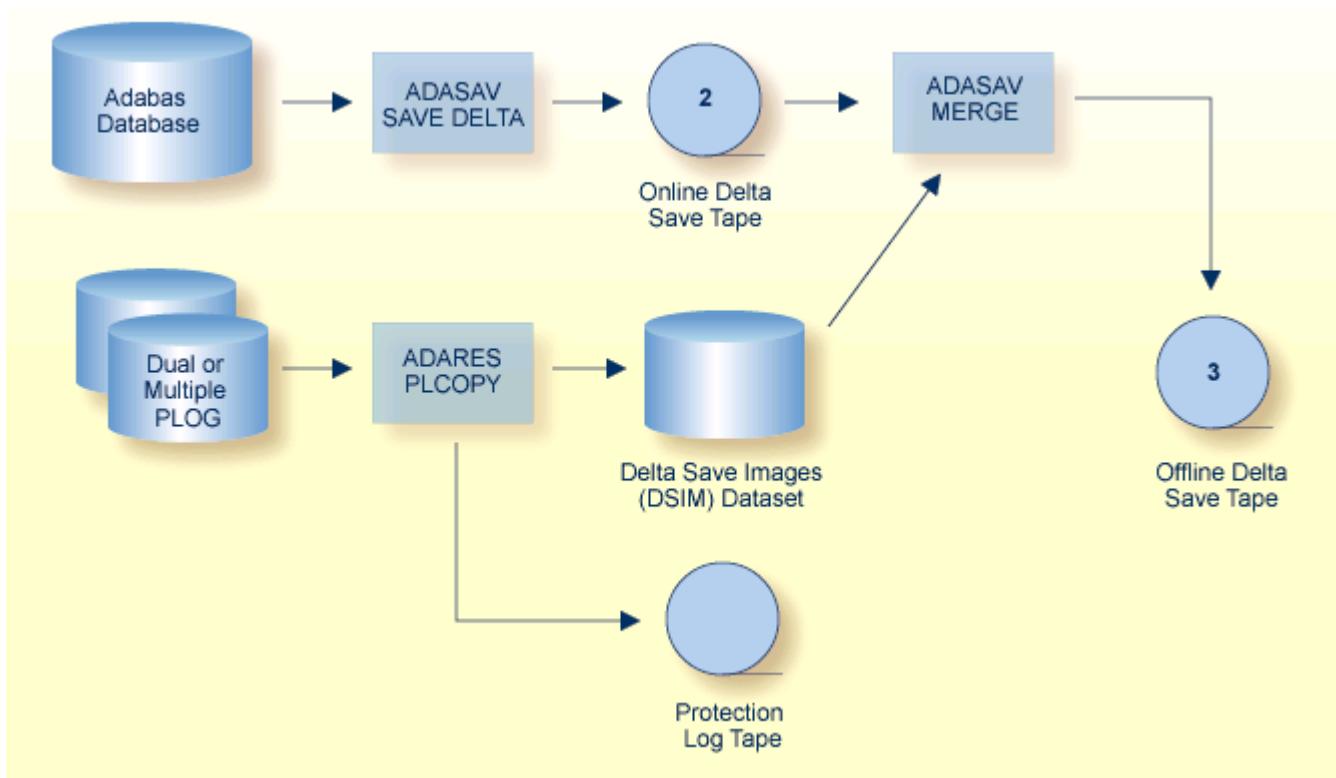 Adabas
Database
ADASAV
SAVE DELTA
2
Online Delta
Save Tape
ADASAV
MERGE
Dual or
Multiple
PLOG
ADARES
PLCOPY
Delta Save Images
(DSIM) Dataset
3
Offline Delta
Save Tape
Protection
Log Tape